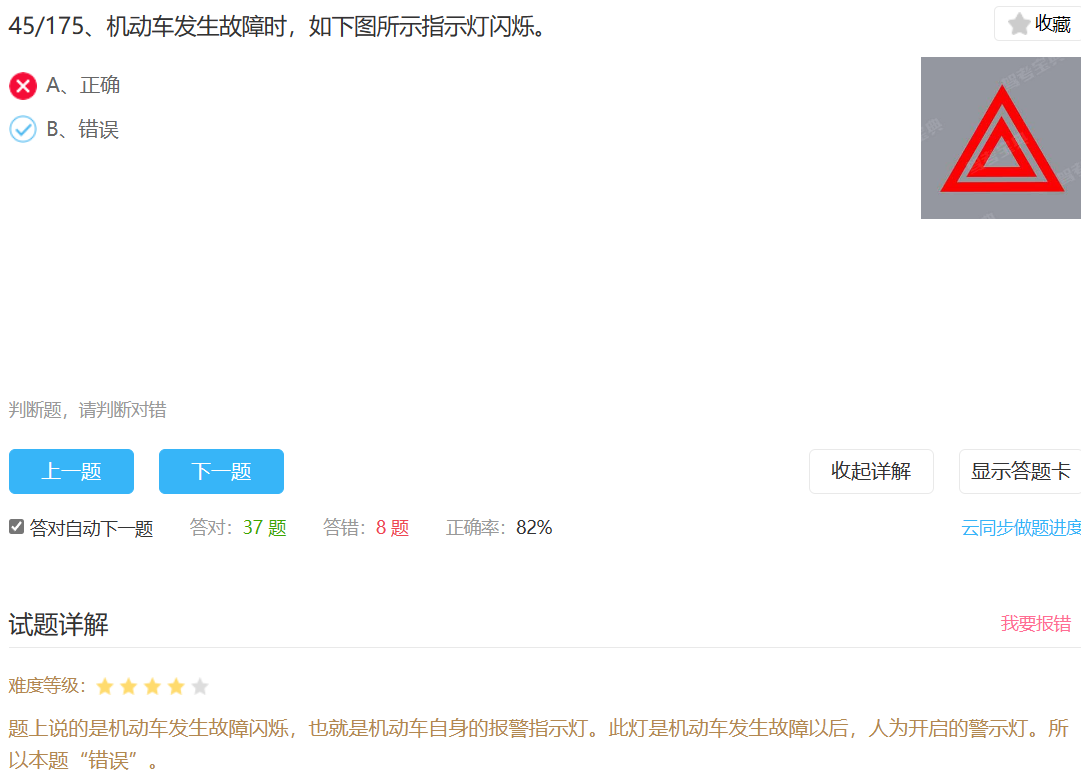 45/175、机动车发生故障时，如下图所示指示灯闪烁。
收藏
A、正确
B、错误
判断题，请判断对错
上一题
下一题
收起详解
显示答题卡
答对自动下一题
答对：37 题
答错：8 题
正确率：82%
云同步做题进度
试题详解
我要报错
难度等级：
题上说的是机动车发生故障闪烁，也就是机动车自身的报警指示灯。此灯是机动车发生故障以后，人为开启的警示灯。所
以本题“错误”。